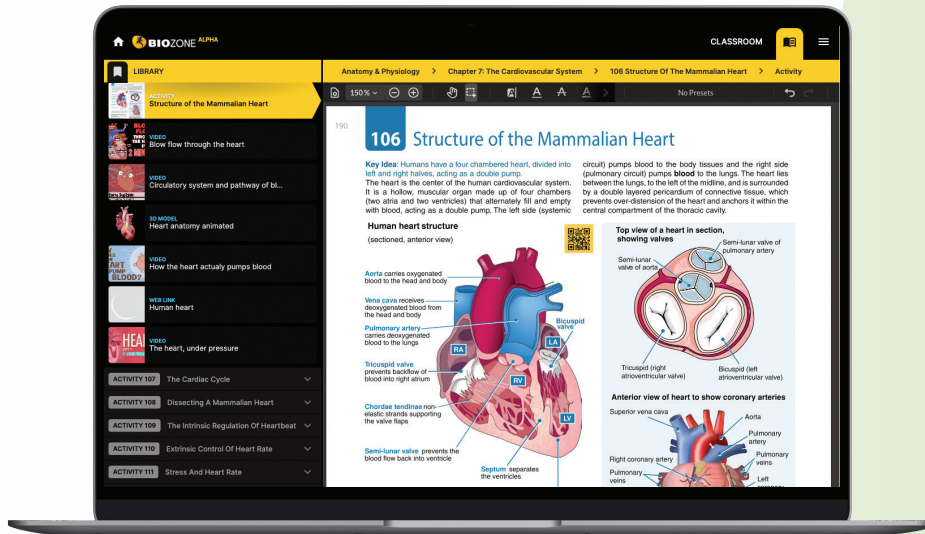 BIOZONE ALPHA
CLASSROOM
LIBRARY
Anatomy & Physiology > Chapter 7: The Cardiovascular System > 106 Structure Of The Mammalian Heart > Activity
150%
No Presets
ACTIVITY
Structure of the Mammalian Heart
VIDEO
Blow flow through the heart
VIDEO
Circulatory system and pathway of bl...
3D MODEL
Heart anatomy animated
VIDEO
How the heart actualy pumps blood
WEB LINK
Human heart
VIDEO
The heart, under pressure
ACTIVITY 107 The Cardiac Cycle
ACTIVITY 108 Dissecting A Mammalian Heart
ACTIVITY 109 The Intrinsic Regulation Of Heartbeat
ACTIVITY 110 Extrinsic Control Of Heart Rate
ACTIVITY 111 Stress And Heart Rate
190
106 Structure of the Mammalian Heart
Key Idea: Humans have a four chambered heart, divided into
left and right halves, acting as a double pump.
The heart is the center of the human cardiovascular system.
It is a hollow, muscular organ made up of four chambers
(two atria and two ventricles) that alternately fill and empty
with blood, acting as a double pump. The left side (systemic
circuit) pumps blood to the body tissues and the right side
(pulmonary circuit) pumps blood to the lungs. The heart lies
between the lungs, to the left of the midline, and is surrounded
by a double layered pericardium of connective tissue, which
prevents over-distension of the heart and anchors it within the
central compartment of the thoracic cavity.
Human heart structure
(sectioned, anterior view)
Aorta carries oxygenated
blood to the head and body
Vena cava receives
deoxygenated blood from
the head and body
Pulmonary artery
carries deoxygenated
blood to the lungs
Tricuspid valve
prevents backflow of
blood into right atrium
Chordae tendinae non-
elastic strands supporting
the valve flaps
Semi-lunar valve prevents the
blood flow back into ventricle
Septum separates
the ventricles
Bicuspid
valve
RA
LA
RV
LV
Top view of a heart in section,
showing valves
Semi-lunar valve of
pulmonary artery
Semi-lunar
valve of aorta
Tricuspid (right
atrioventricular valve)
Bicuspid (left
atrioventricular valve)
Anterior view of heart to show coronary arteries
Superior vena cava
Aorta
Pulmonary
artery
Right coronary artery
Pulmonary
veins
Pulmonary
veins
Left